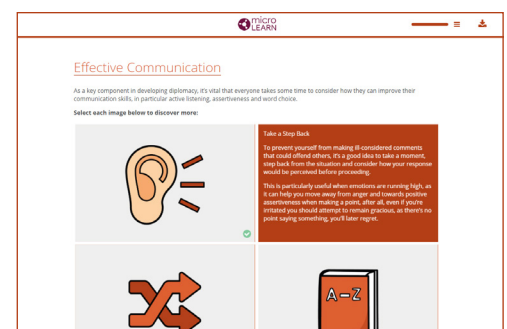 micro
LEARN
Effective Communication
As a key component in developing diplomacy, it's vital that everyone takes some time to consider how they can improve their
communication skills, in particular active listening, assertiveness and word choice.
Select each image below to discover more:
Take a Step Back
To prevent yourself from making ill-considered comments
that could offend others, it's a good idea to take a moment,
step back from the situation and consider how your response
would be perceived before proceeding.
This is particularly useful when emotions are running high, as
it can help you move away from anger and towards positive
assertiveness when making a point, after all, even if you're
irritated you should attempt to remain gracious, as there's no
point saying something, you'll later regret.
A–Z